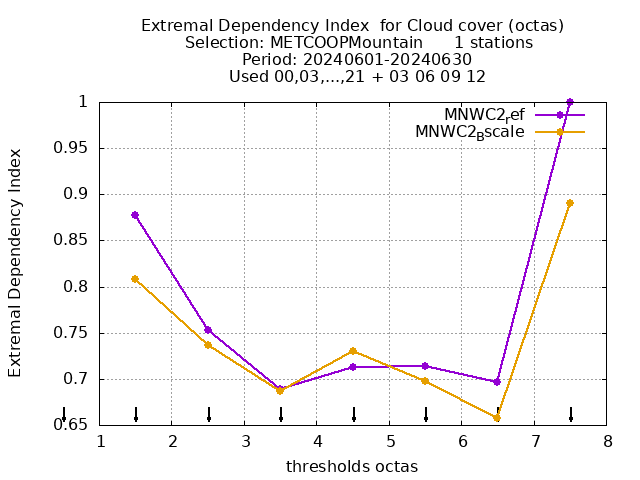 Extremal Dependency Index  for Cloud cover (octas)
Selection: METCOOPMountain      1 stations
Period: 20240601-20240630
Used 00,03,...,21 + 03 06 09 12
MNWC2ref
MNWC2Bscale
1
0.95
0.9
0.85
0.8
0.75
0.7
0.65
Extremal Dependency Index
1 2 3 4 5 6 7 8
thresholds octas